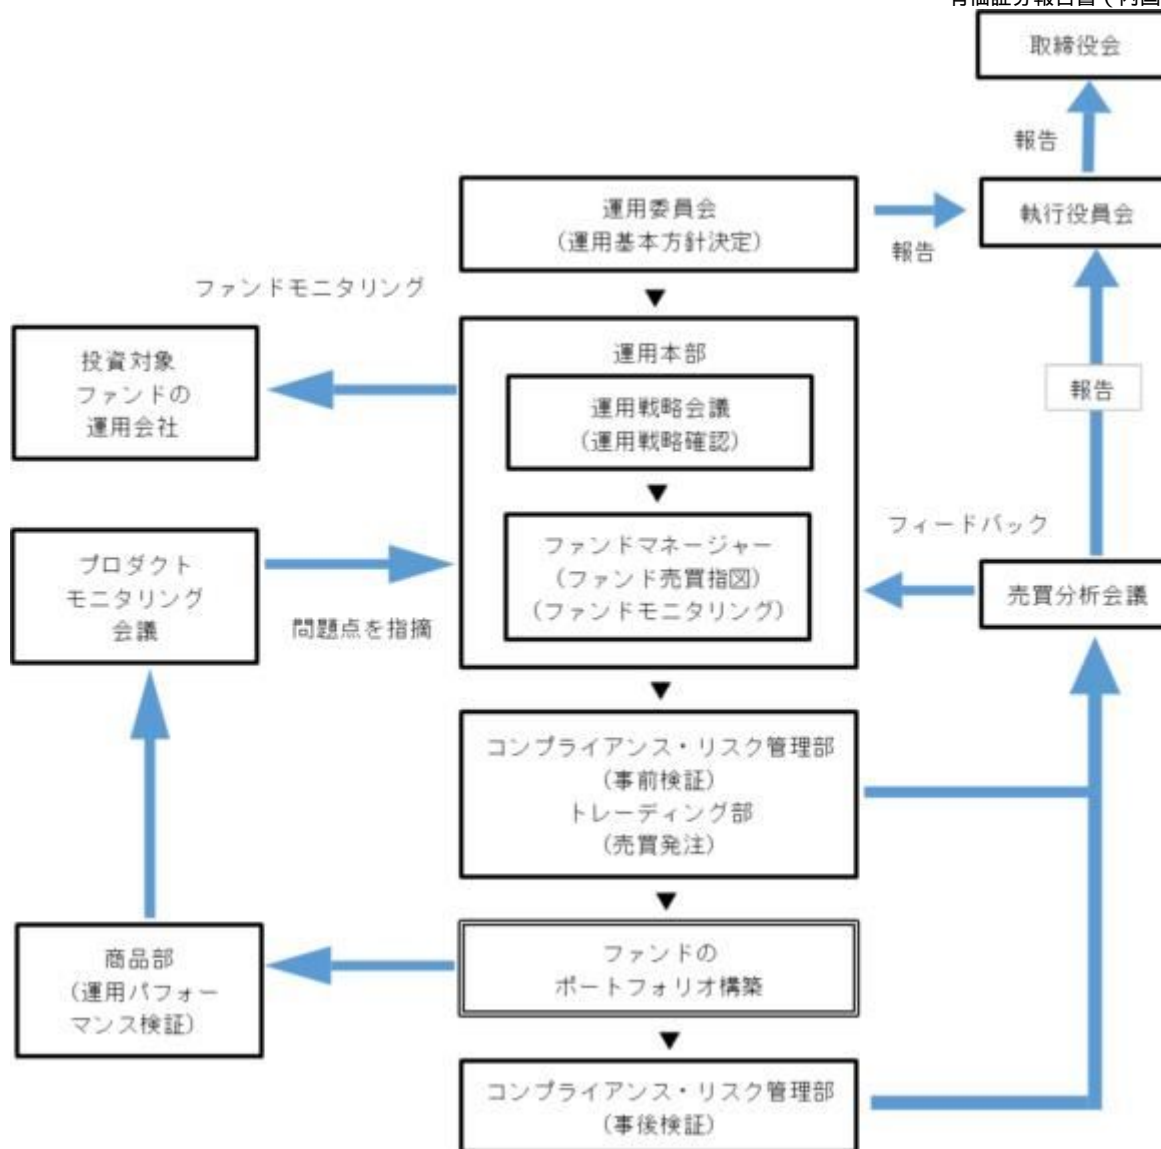 取締役会
報告
運用委員会
(運用基本方針決定)
執行役員会
報告
ファンドモニタリング
投資対象
ファンドの
運用会社
運用本部
運用戦略会議
(運用戦略確認)
報告
プロダクト
モニタリング
会議
問題点を指摘
ファンドマネージャー
(ファンド売買指図)
(ファンドモニタリング)
フィードバック
売買分析会議
コンプライアンス・リスク管理部
(事前検証)
トレーディング部
(売買発注)
商品部
(運用パフォー
マンス検証)
ファンドの
ポートフォリオ構築
コンプライアンス・リスク管理部
(事後検証)